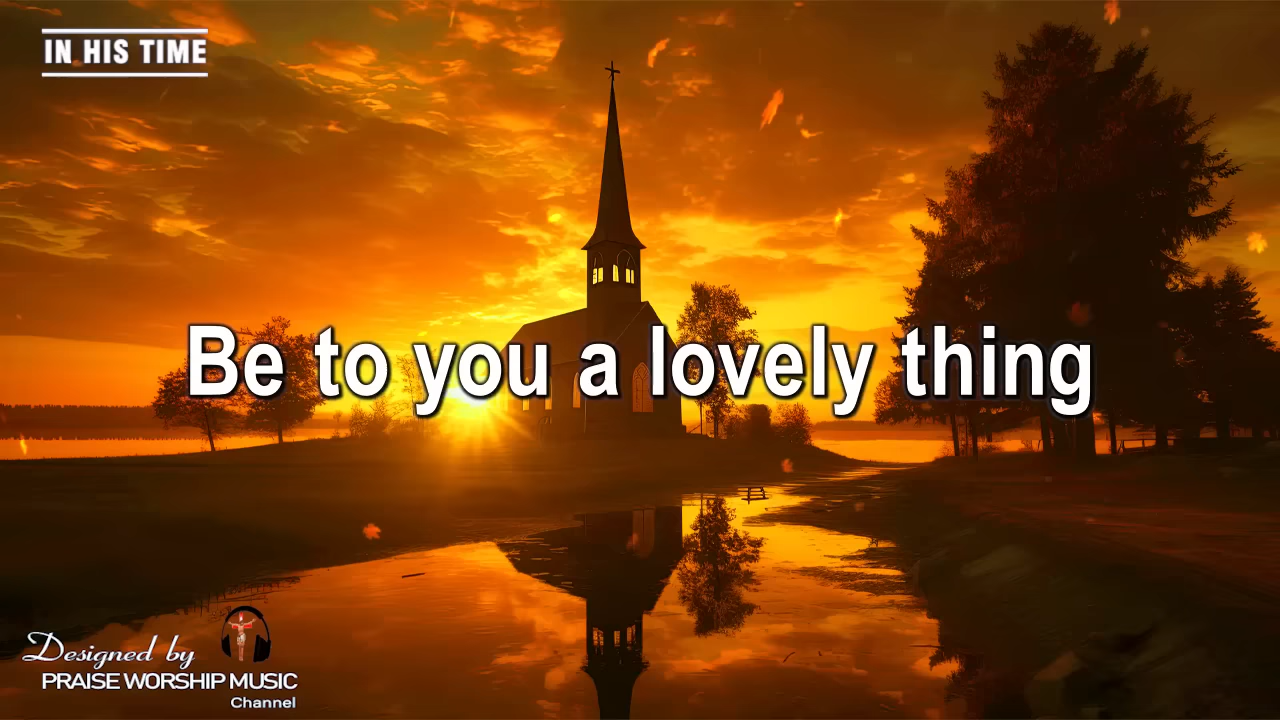 IN HIS TIME
Be to you a lovely thing
Designed by
PRAISE WORSHIP MUSIC
Channel